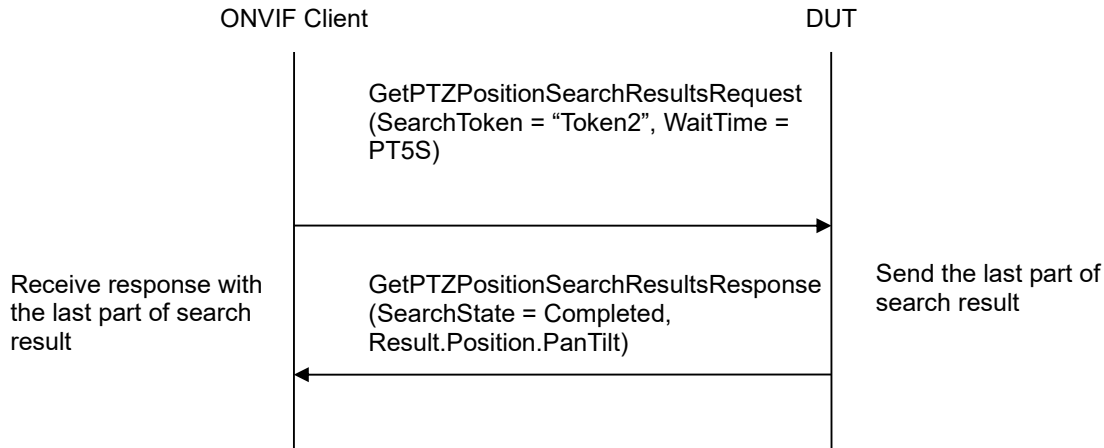 ONVIF Client
DUT
GetPTZPositionSearchResultsRequest
(SearchToken = “Token2”, WaitTime =
PT5S)
Receive response with
the last part of search
result
GetPTZPositionSearchResultsResponse
(SearchState = Completed,
Result.Position.PanTilt)
Send the last part of
search result